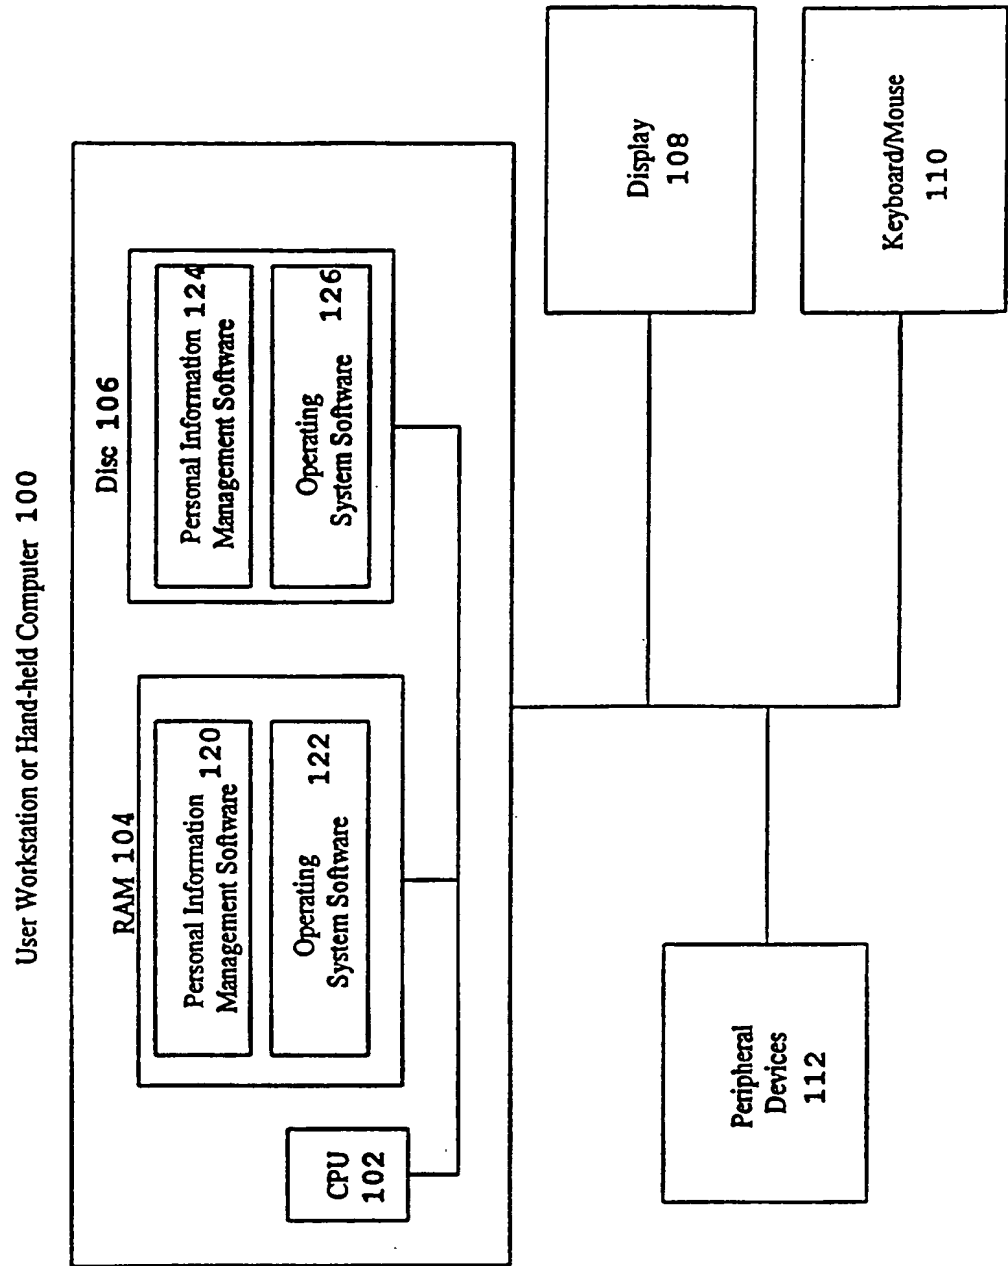 User Workstation or Hand-held Computer 100
RAM 104
Disc 106
Personal Information 120
Management Software
Personal Information 124
Management Software
Operating 122
System Software
Operating 126
System Software
CPU
102
Display
108
Peripheral
Devices
112
Keyboard/Mouse
110